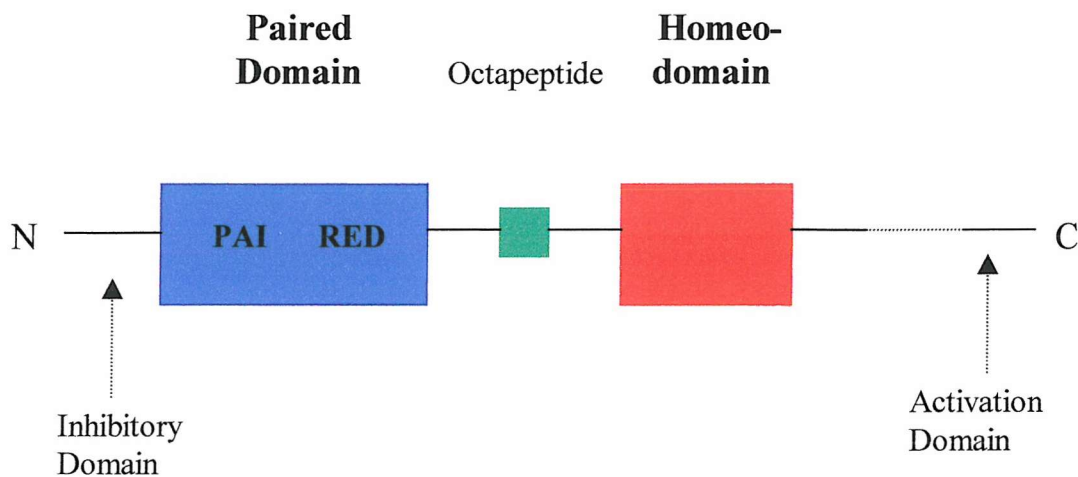 Paired
Domain
Octapeptide
Homeo-
domain
N
PAI RED
C
Inhibitory
Domain
Activation
Domain